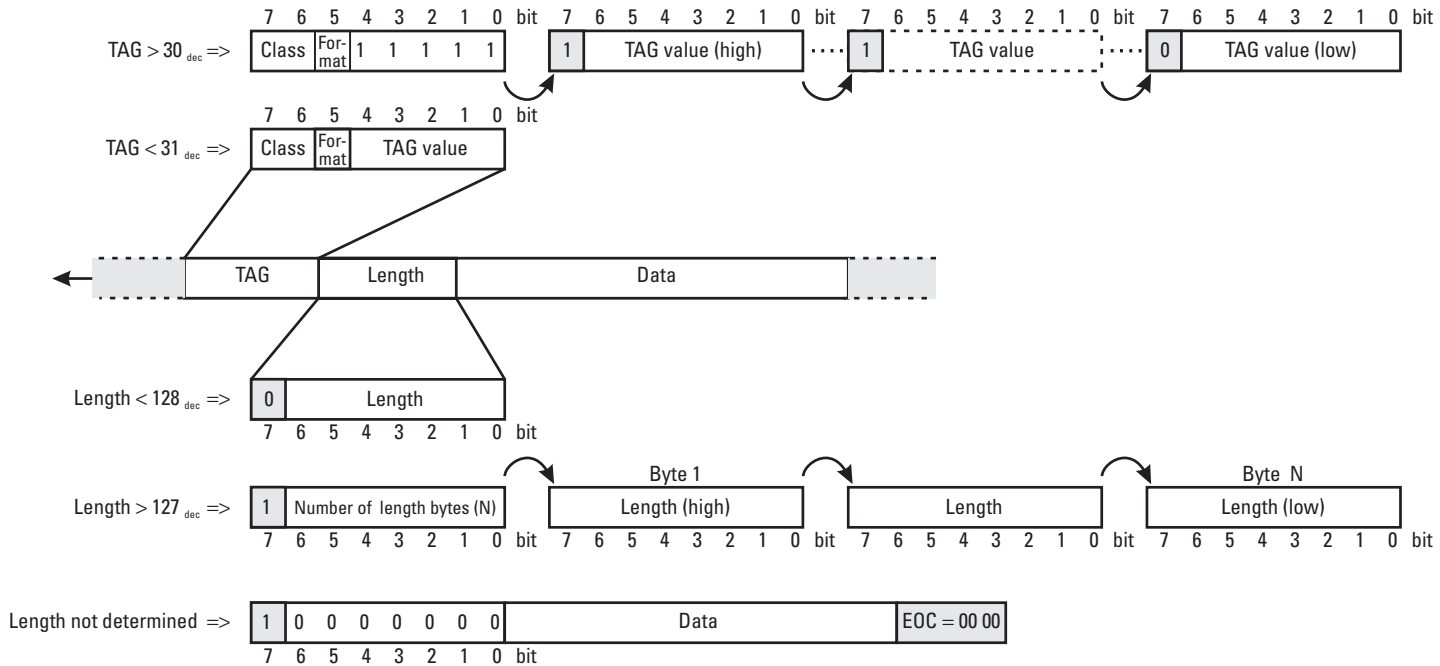 7 6 5 4 3 2 1 0 bit 7 6 5 4 3 2 1 0 bit 7 6 5 4 3 2 1 0 bit 7 6 5 4 3 2 1 0 bit
TAG > 30 dec => Class For-mat 1 1 1 1 1 1 TAG value (high) 1 TAG value 0 TAG value (low)
7 6 5 4 3 2 1 0 bit
TAG < 31 dec => Class For-mat TAG value
TAG Length Data
Length < 128 dec => 0 Length
7 6 5 4 3 2 1 0 bit
Byte 1 Byte N
Length > 127 dec => 1 Number of length bytes (N) Length (high) Length Length (low)
7 6 5 4 3 2 1 0 bit 7 6 5 4 3 2 1 0 bit 7 6 5 4 3 2 1 0 bit 7 6 5 4 3 2 1 0 bit
Length not determined => 1 0 0 0 0 0 0 0 Data EOC = 00 00
7 6 5 4 3 2 1 0 bit